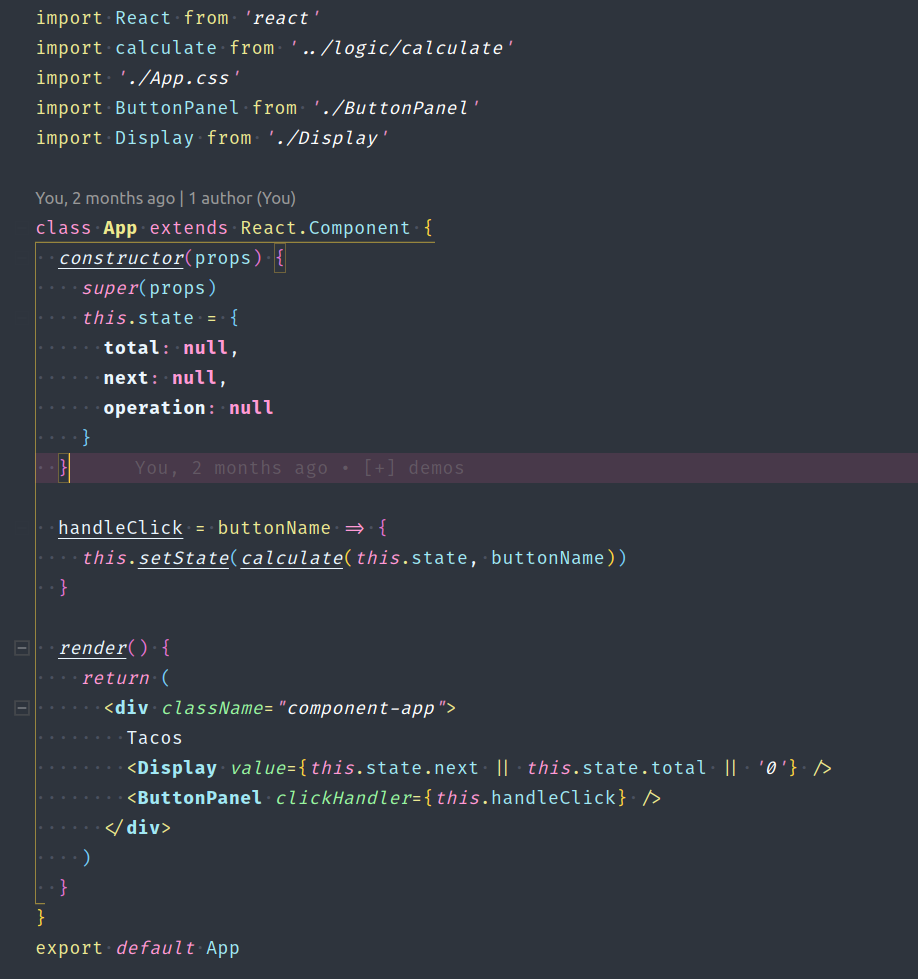 import React from 'react'
import calculate from '../logic/calculate'
import './App.css'
import ButtonPanel from './ButtonPanel'
import Display from './Display'

You, 2 months ago | 1 author (You)
class App extends React.Component {
  constructor(props) {
    super(props)
    this.state = {
      total: null,
      next: null,
      operation: null
    }
  }      You, 2 months ago • [+] demos

  handleClick = buttonName => {
    this.setState(calculate(this.state, buttonName))
  }

  render() {
    return (
      <div className="component-app">
        Tacos
        <Display value={this.state.next || this.state.total || '0'} />
        <ButtonPanel clickHandler={this.handleClick} />
      </div>
    )
  }
}
export default App